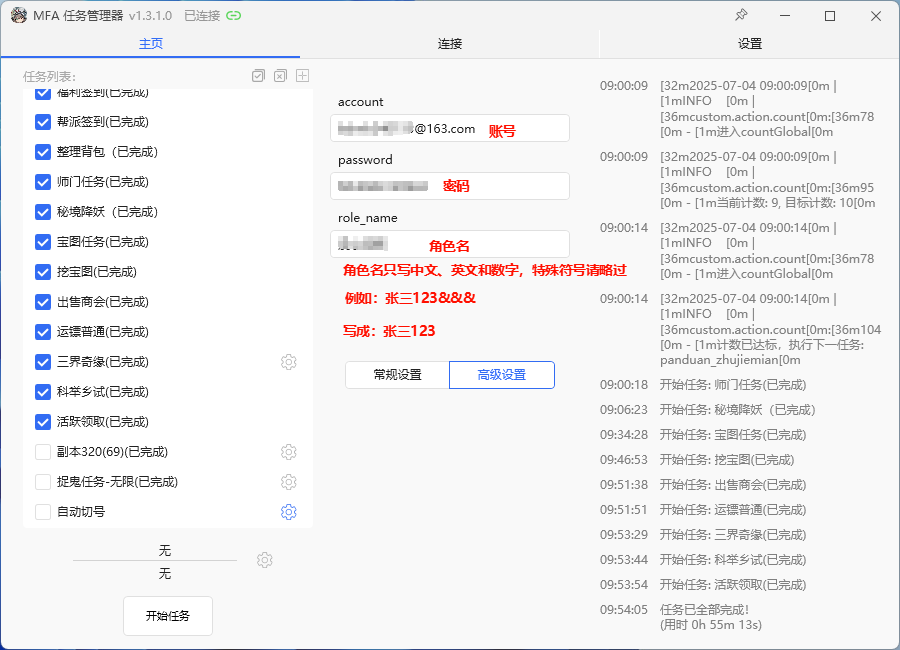 MFA 任务管理器 v1.3.1.0 已连接
主页 连接 设置
任务列表:
福利签到(已完成)
帮派签到(已完成)
整理背包（已完成)
师门任务(已完成)
秘境降妖（已完成)
宝图任务(已完成)
挖宝图(已完成)
出售商会(已完成)
运镖普通(已完成)
三界奇缘(已完成)
科举乡试(已完成)
活跃领取(已完成)
副本320(69)(已完成)
捉鬼任务-无限(已完成)
自动切号
无
无
开始任务
account
@163.com 账号
password
密码
role_name
角色名
角色名只写中文、英文和数字，特殊符号请略过
例如：张三123&&&
写成：张三123
常规设置 高级设置
09:00:09 [32m2025-07-04 09:00:09[0m |
[1mINFO [0m |
[36mcustom.action.count[0m:[36m78
[0m - [1m进入countGlobal[0m
09:00:09 [32m2025-07-04 09:00:09[0m |
[1mINFO [0m |
[36mcustom.action.count[0m:[36m95
[0m - [1m当前计数: 9, 目标计数: 10[0m
09:00:14 [32m2025-07-04 09:00:14[0m |
[1mINFO [0m |
[36mcustom.action.count[0m:[36m78
[0m - [1m进入countGlobal[0m
09:00:14 [32m2025-07-04 09:00:14[0m |
[1mINFO [0m |
[36mcustom.action.count[0m:[36m104
[0m - [1m计数已达标，执行下一任务:
panduan_zhujiemian[0m
09:00:18 开始任务: 师门任务(已完成)
09:06:23 开始任务: 秘境降妖（已完成)
09:34:28 开始任务: 宝图任务(已完成)
09:46:53 开始任务: 挖宝图(已完成)
09:51:38 开始任务: 出售商会(已完成)
09:51:51 开始任务: 运镖普通(已完成)
09:53:29 开始任务: 三界奇缘(已完成)
09:53:44 开始任务: 科举乡试(已完成)
09:53:54 开始任务: 活跃领取(已完成)
09:54:05 任务已全部完成！
(用时 0h 55m 13s)